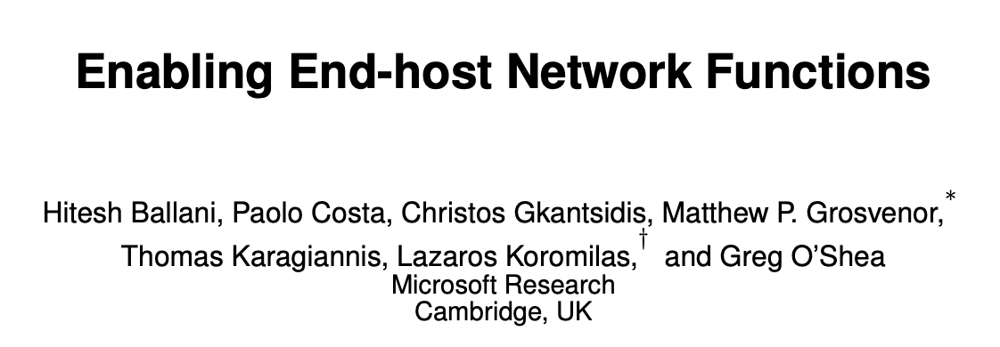 Enabling End-host Network Functions
Hitesh Ballani, Paolo Costa, Christos Gkantsidis, Matthew P. Grosvenor,*
Thomas Karagiannis, Lazaros Koromilas,† and Greg O'Shea
Microsoft Research
Cambridge, UK